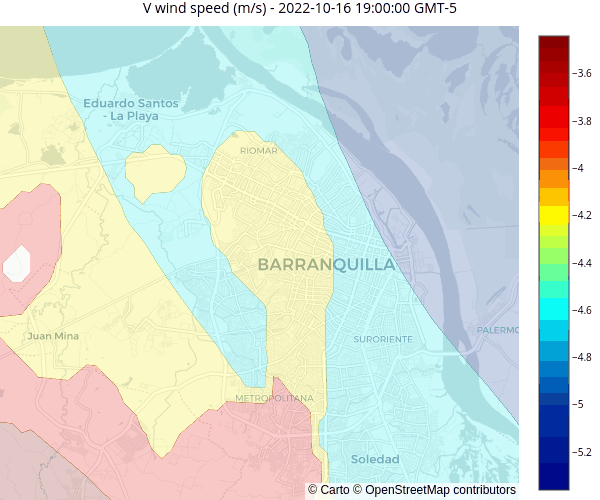 V wind speed (m/s) - 2022-10-16 19:00:00 GMT-5
Eduardo Santos
- La Playa
RIOMAR
BARRANQUILLA
Juan Mina
SURORIENTE
PALERMO
METROPOLITANA
Soledad
−3.6
−3.8
−4
−4.2
−4.4
−4.6
−4.8
−5
−5.2
© Carto © OpenStreetMap contributors